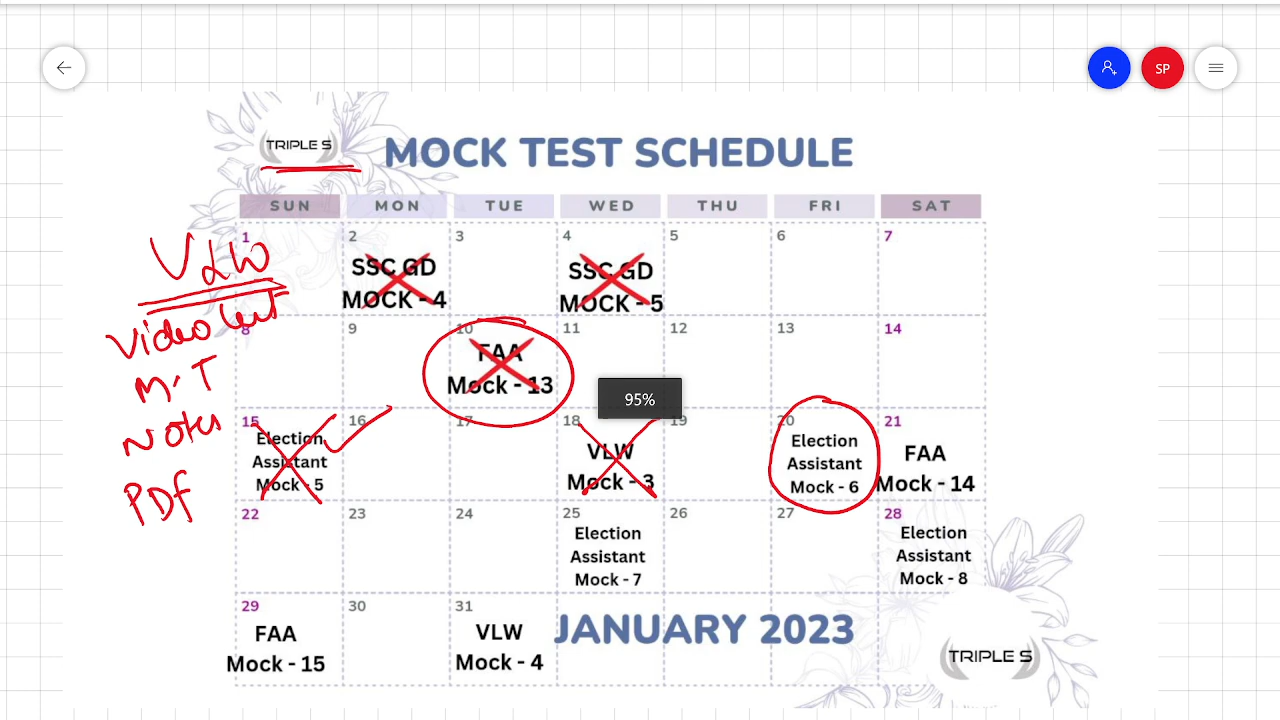 SP
TRIPLE S
MOCK TEST SCHEDULE
SUN MON TUE WED THU FRI SAT
1 2 3 4 5 6 7
SSC GD
MOCK - 4
SSC GD
MOCK - 5
VLW
Video
M.T
Notes
PDf
8 9 10 11 12 13 14
FAA
Mock - 13
95%
15 16 18 19 20 21
Election
Assistant
Mock - 5
VLW
Mock - 3
Election
Assistant
Mock - 6
FAA
Mock - 14
22 23 24 25 26 27 28
Election
Assistant
Mock - 7
Election
Assistant
Mock - 8
29 30 31
FAA
Mock - 15
VLW
Mock - 4
JANUARY 2023
TRIPLE S